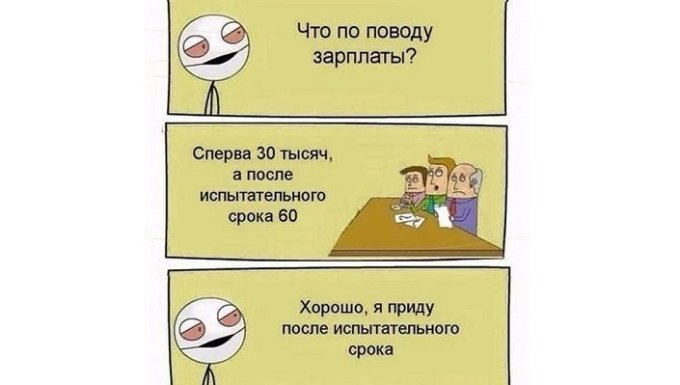 Что по поводу
зарплаты?
Сперва 30 тысяч,
а после
испытательного
срока 60
Хорошо, я приду
после испытательного
срока